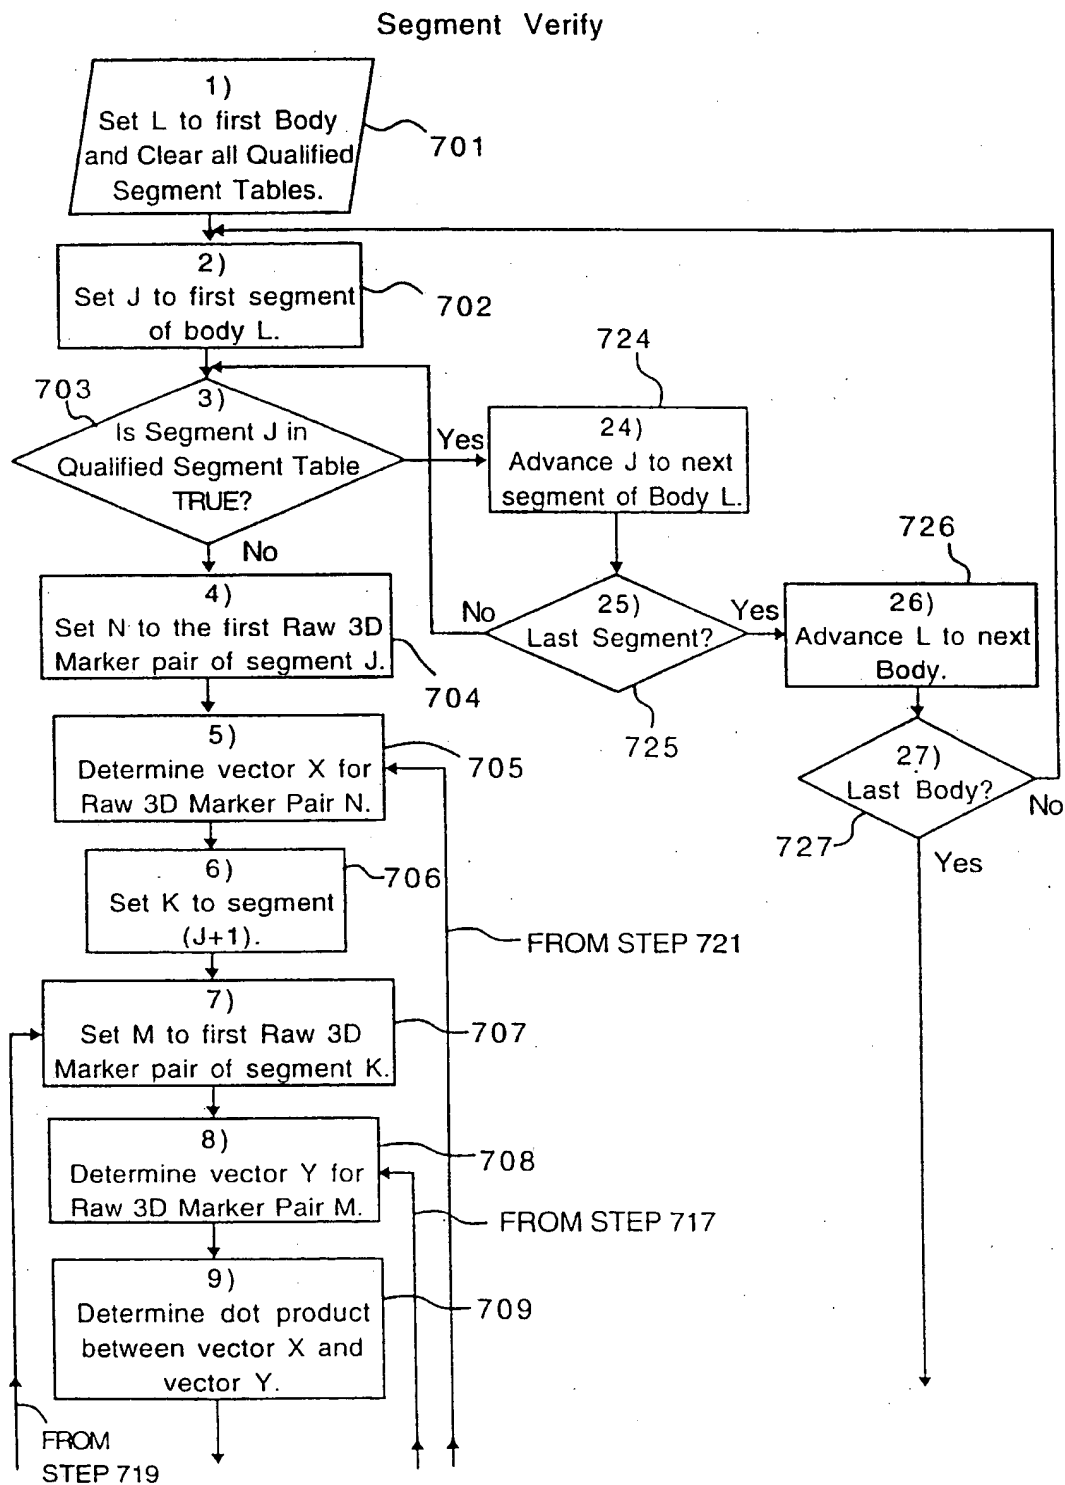 Segment Verify
1)
Set L to first Body
and Clear all Qualified
Segment Tables.
701
2)
Set J to first segment
of body L.
702
703
3)
Is Segment J in
Qualified Segment Table
TRUE?
Yes
No
724
24)
Advance J to next
segment of Body L.
4)
Set N to the first Raw 3D
Marker pair of segment J.
704
No
25)
Last Segment?
Yes
725
726
26)
Advance L to next
Body.
27)
Last Body?
No
727
Yes
5)
Determine vector X for
Raw 3D Marker Pair N.
705
6)
Set K to segment
(J+1).
706
FROM STEP 721
7)
Set M to first Raw 3D
Marker pair of segment K.
707
8)
Determine vector Y for
Raw 3D Marker Pair M.
708
FROM STEP 717
9)
Determine dot product
between vector X and
vector Y.
709
FROM
STEP 719